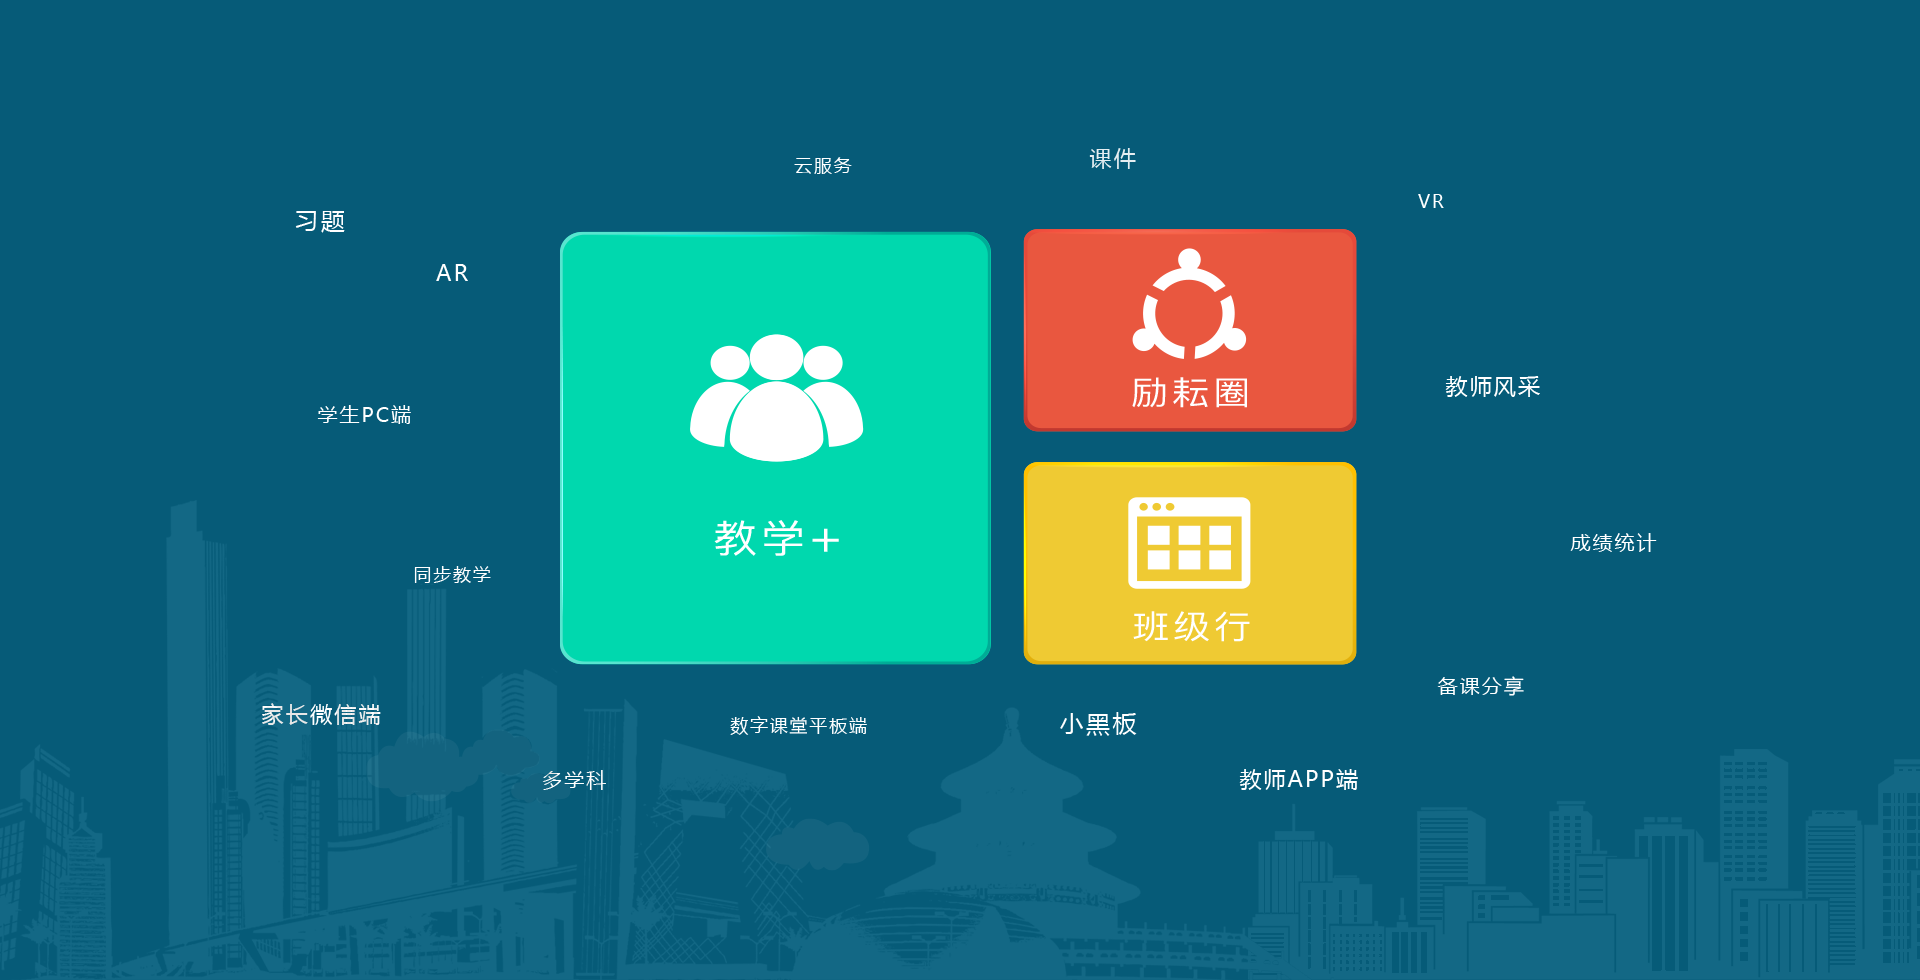 云服务
课件
VR
习题
AR
励耘圈
教师风采
学生PC端
教学+
成绩统计
同步教学
班级行
备课分享
家长微信端
数字课堂平板端
小黑板
多学科
教师APP端